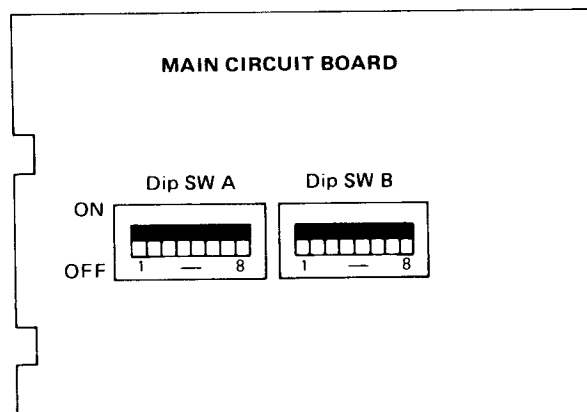 MAIN CIRCUIT BOARD
Dip SW A Dip SW B
ON
OFF
1 — 8 1 — 8